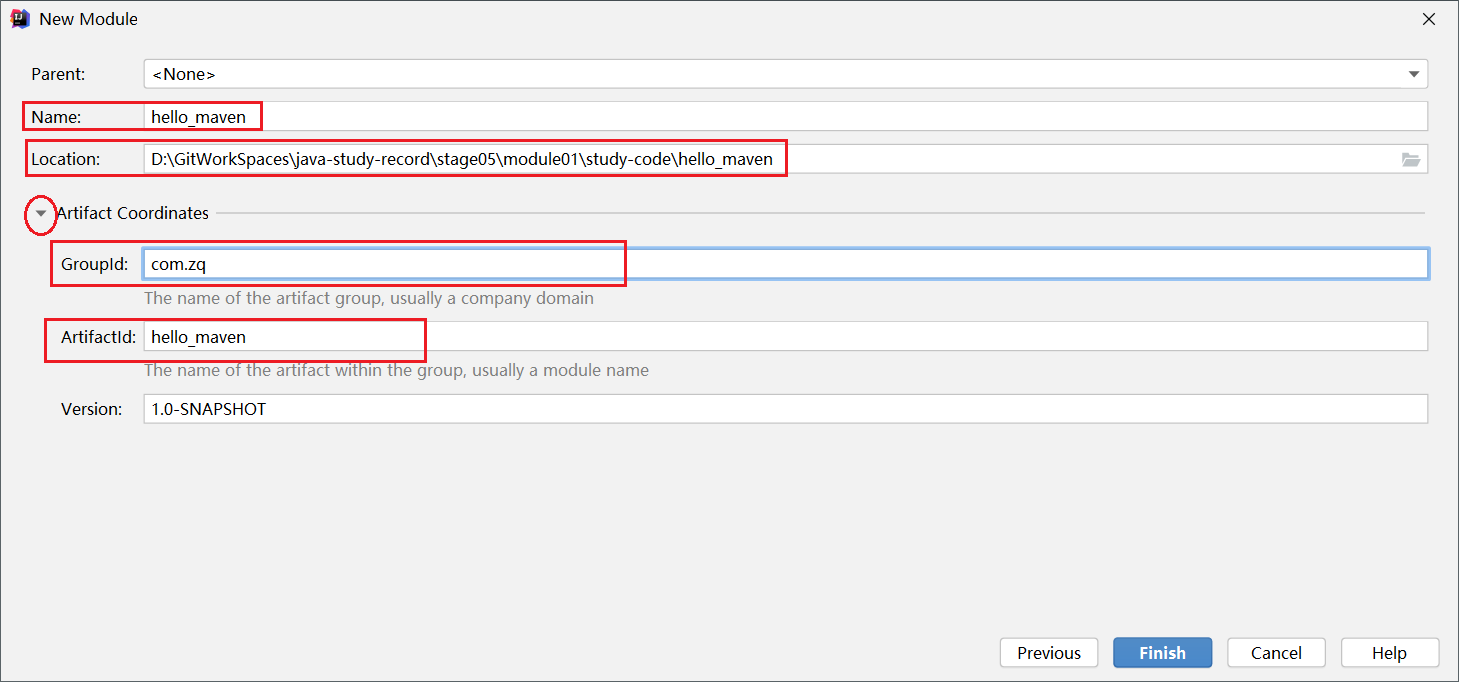 New Module
Parent: <None>
Name: hello_maven
Location: D:\GitWorkSpaces\java-study-record\stage05\module01\study-code\hello_maven
Artifact Coordinates
GroupId: com.zq
The name of the artifact group, usually a company domain
ArtifactId: hello_maven
The name of the artifact within the group, usually a module name
Version: 1.0-SNAPSHOT
Previous Finish Cancel Help